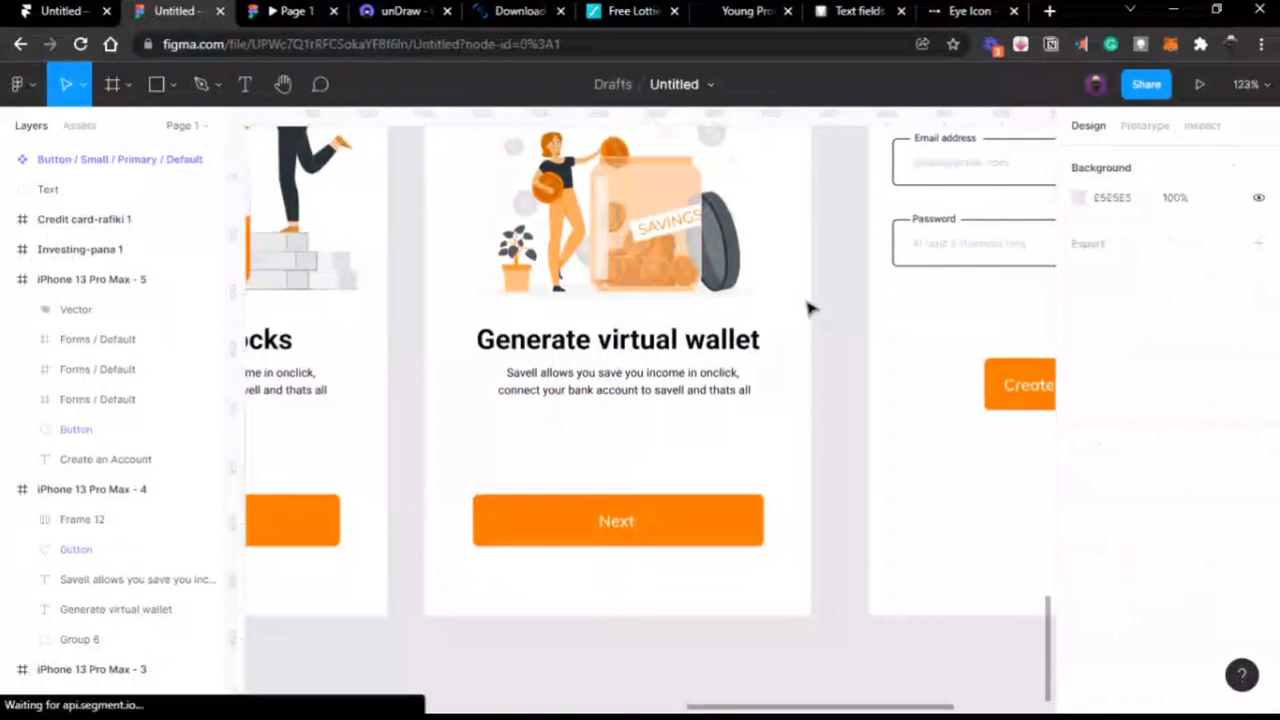 Untitled –
Untitled –
Page 1
unDraw -
Download
Free Lottie
Young Pro
Text fields
Eye Icon –
figma.com/file/UPWc7Q1rRFCSokaYF8f6In/Untitled?node-id=0%3A1
Drafts / Untitled
Share
123%
Layers
Assets
Page 1
Button / Small / Primary / Default
Text
Credit card-rafiki 1
Investing-pana 1
iPhone 13 Pro Max - 5
Vector
Forms / Default
Forms / Default
Forms / Default
Button
Create an Account
iPhone 13 Pro Max - 4
Frame 12
Button
Savell allows you save you inc...
Generate virtual wallet
Group 6
iPhone 13 Pro Max - 3
Waiting for api.segment.io...
ocks
me in onclick,
vell and thats all
SAVINGS
Generate virtual wallet
Savell allows you save you income in onclick,
connect your bank account to savell and thats all
Next
Email address
Password
Create
Design
Prototype
Inspect
Background
E5E5E5
100%
Export
?